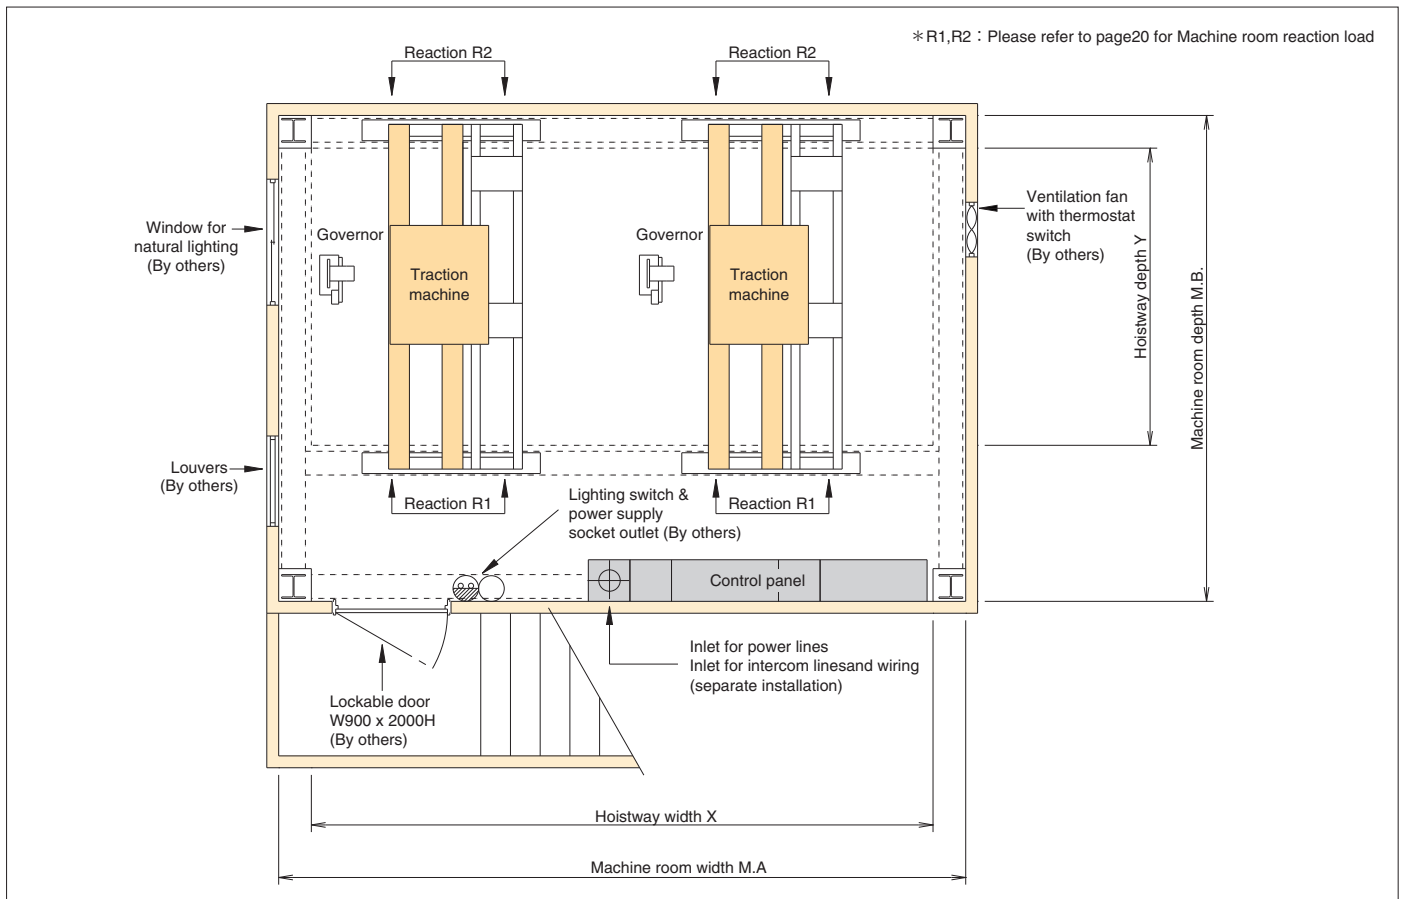 ＊R1,R2：Please refer to page20 for Machine room reaction load
Reaction R2
Reaction R2
Window for
natural lighting
(By others)
Governor
Traction
machine
Governor
Traction
machine
Ventilation fan
with thermostat
switch
(By others)
Hoistway depth Y
Machine room depth M.B.
Louvers
(By others)
Reaction R1
Reaction R1
Lighting switch &
power supply
socket outlet (By others)
Control panel
Inlet for power lines
Inlet for intercom linesand wiring
(separate installation)
Lockable door
W900 x 2000H
(By others)
Hoistway width X
Machine room width M.A